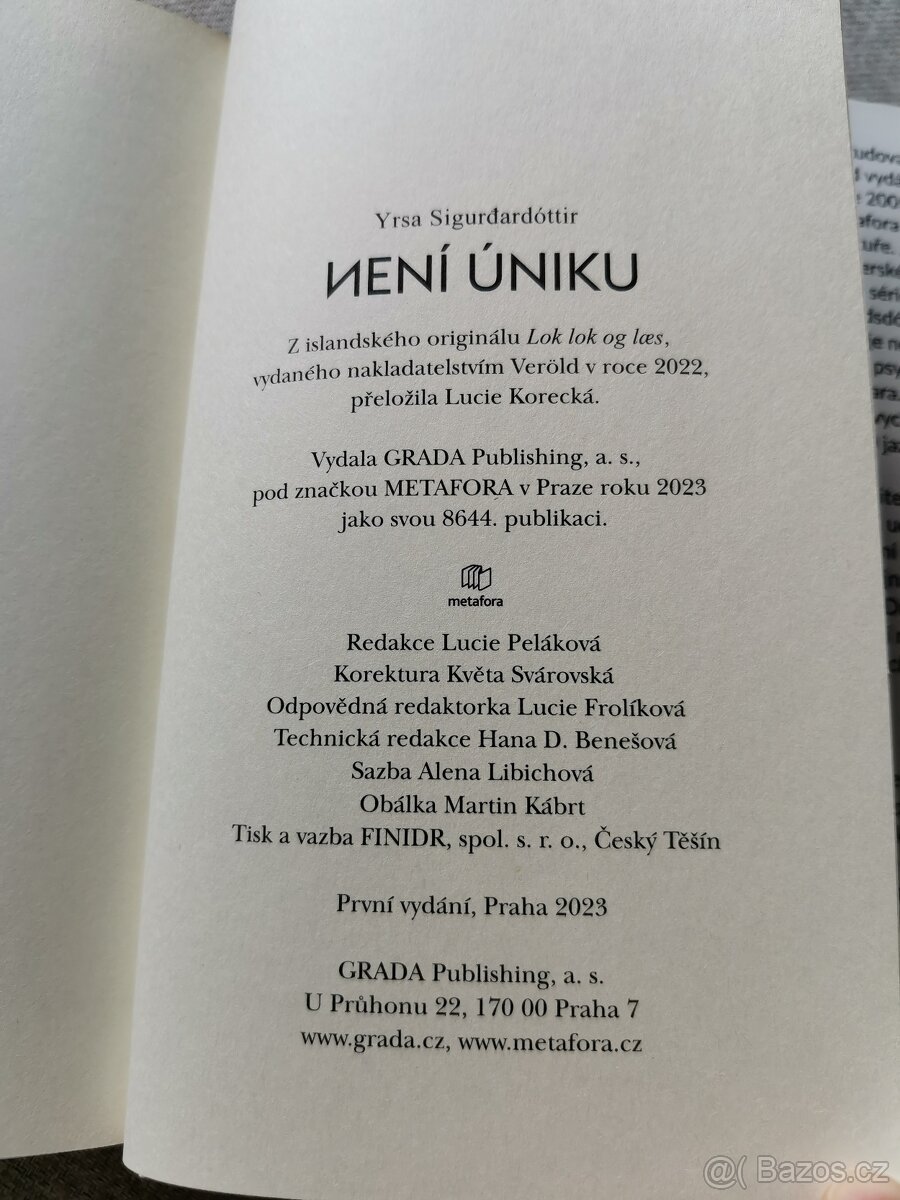 Yrsa Sigurđardóttir
NENÍ ÚNIKU
Z islandského originálu Lok lok og læs,
vydaného nakladatelstvím Veröld v roce 2022,
přeložila Lucie Korecká.
Vydala GRADA Publishing, a. s.,
pod značkou METAFORA v Praze roku 2023
jako svou 8644. publikaci.
metafora
Redakce Lucie Peláková
Korektura Květa Svárovská
Odpovědná redaktorka Lucie Frolíková
Technická redakce Hana D. Benešová
Sazba Alena Libichová
Obálka Martin Kábrt
Tisk a vazba FINIDR, spol. s. r. o., Český Těšín
První vydání, Praha 2023
GRADA Publishing, a. s.
U Průhonu 22, 170 00 Praha 7
www.grada.cz, www.metafora.cz
@( Bazos.cz